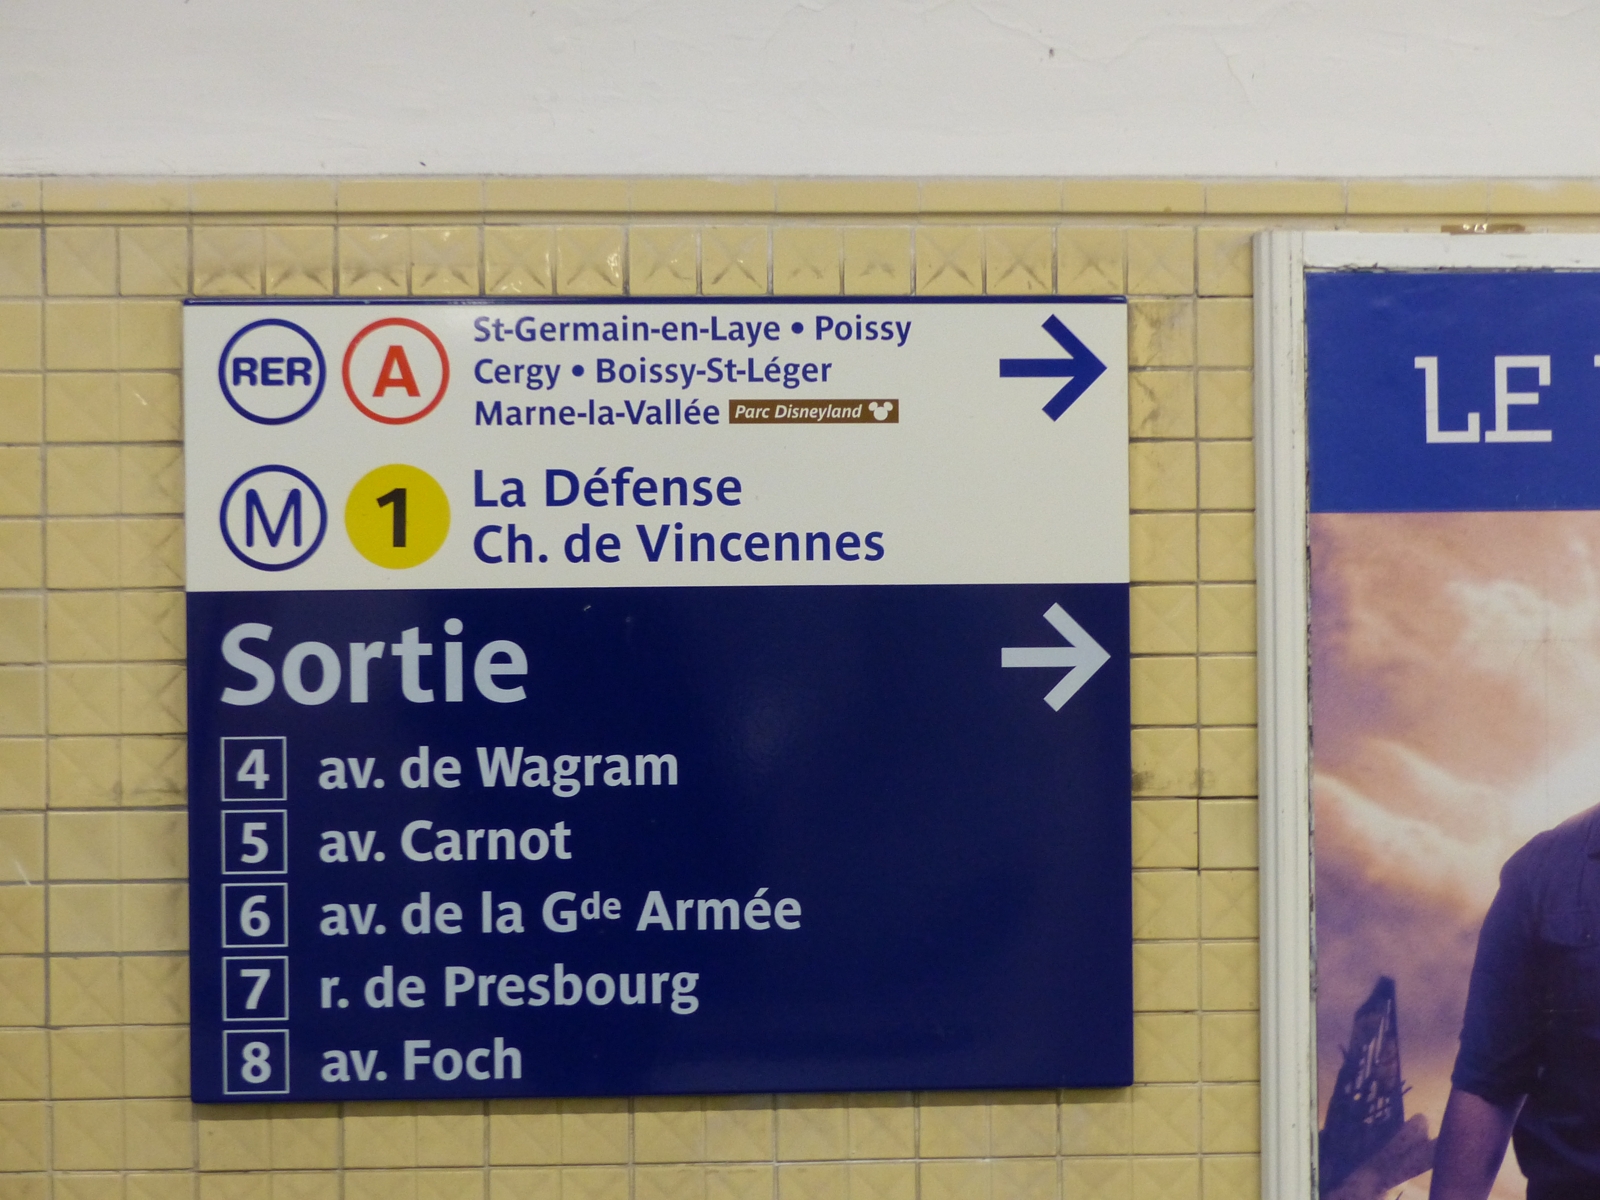 RER A St-Germain-en-Laye • Poissy
Cergy • Boissy-St-Léger
Marne-la-Vallée Parc Disneyland
M 1 La Défense
Ch. de Vincennes
Sortie
4 av. de Wagram
5 av. Carnot
6 av. de la Gde Armée
7 r. de Presbourg
8 av. Foch
LE